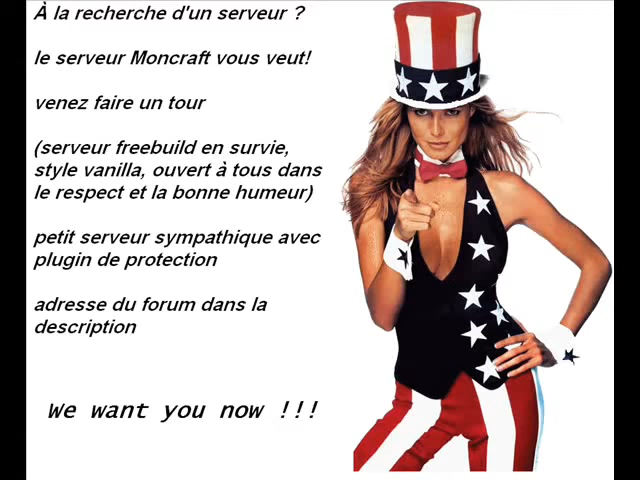 À la recherche d'un serveur ?
le serveur Moncraft vous veut!
venez faire un tour
(serveur freebuild en survie,
style vanilla, ouvert à tous dans
le respect et la bonne humeur)
petit serveur sympathique avec
plugin de protection
adresse du forum dans la
description
We want you now !!!